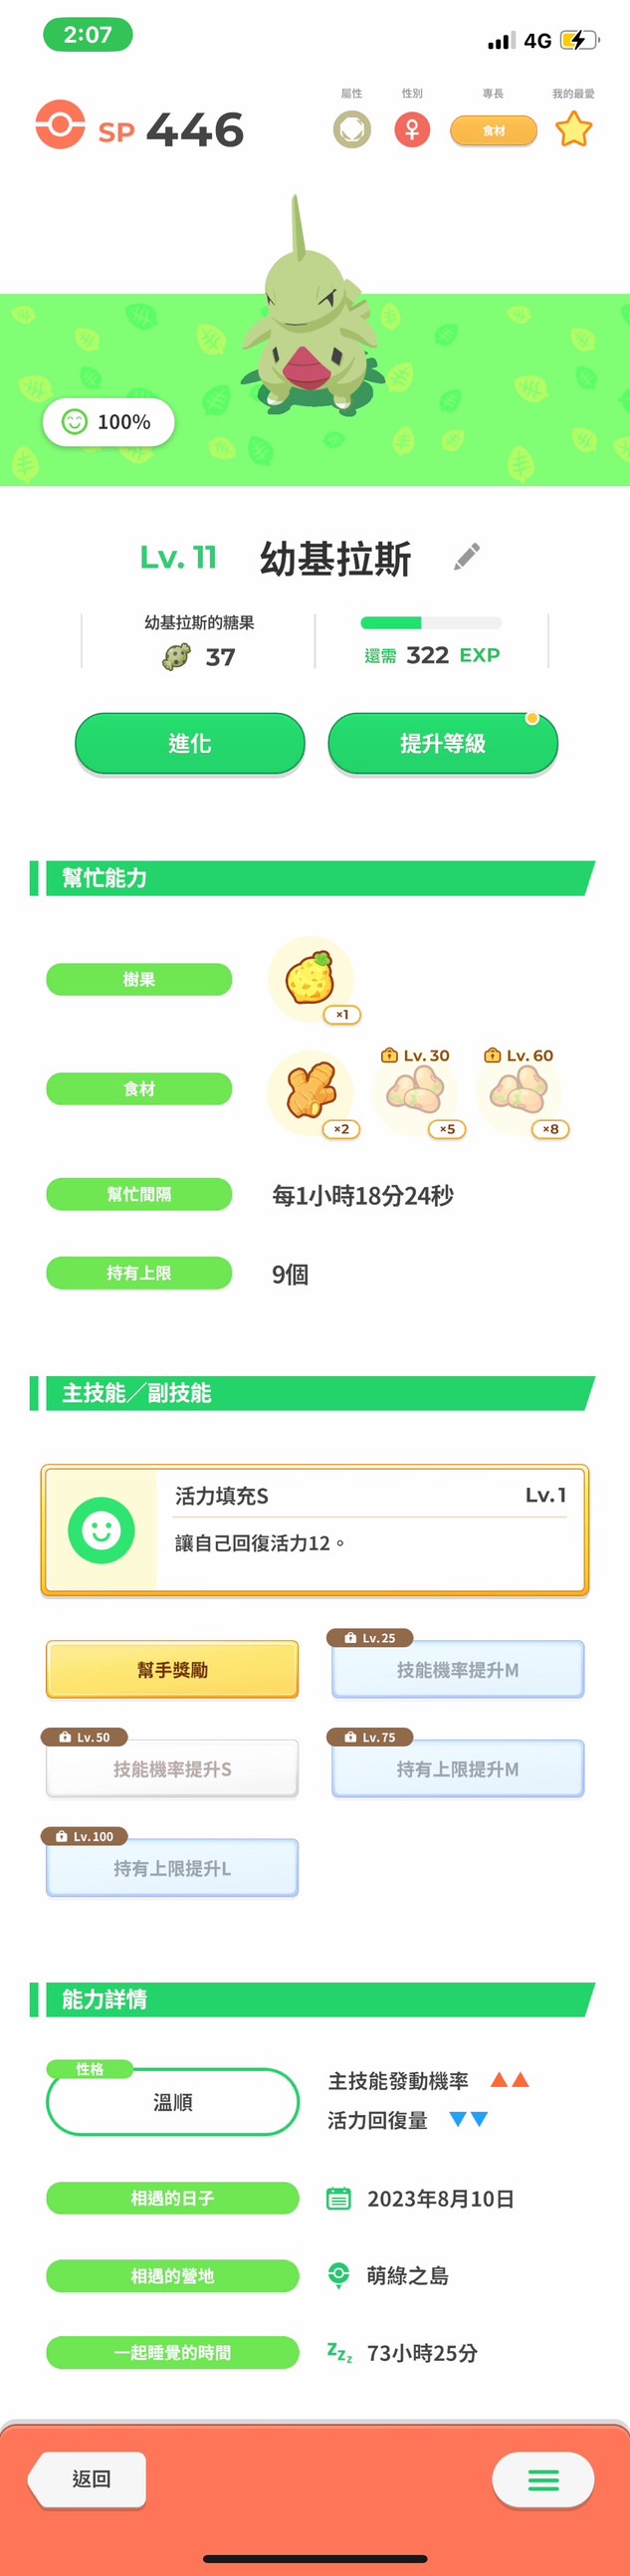 2:07
4G
屬性 性別 專長 我的最愛
SP 446
食材
100%
Lv. 11 幼基拉斯
幼基拉斯的糖果
37
還需 322 EXP
進化 提升等級
幫忙能力
樹果
×1
Lv.30 Lv.60
食材
×2 ×5 ×8
幫忙間隔 每1小時18分24秒
持有上限 9個
主技能／副技能
活力填充S Lv.1
讓自己回復活力12。
Lv.25
幫手獎勵 技能機率提升M
Lv.50 Lv.75
技能機率提升S 持有上限提升M
Lv.100
持有上限提升L
能力詳情
性格
溫順
主技能發動機率 ▲▲
活力回復量 ▼▼
相遇的日子 2023年8月10日
相遇的營地 萌綠之島
一起睡覺的時間 zzz 73小時25分
返回